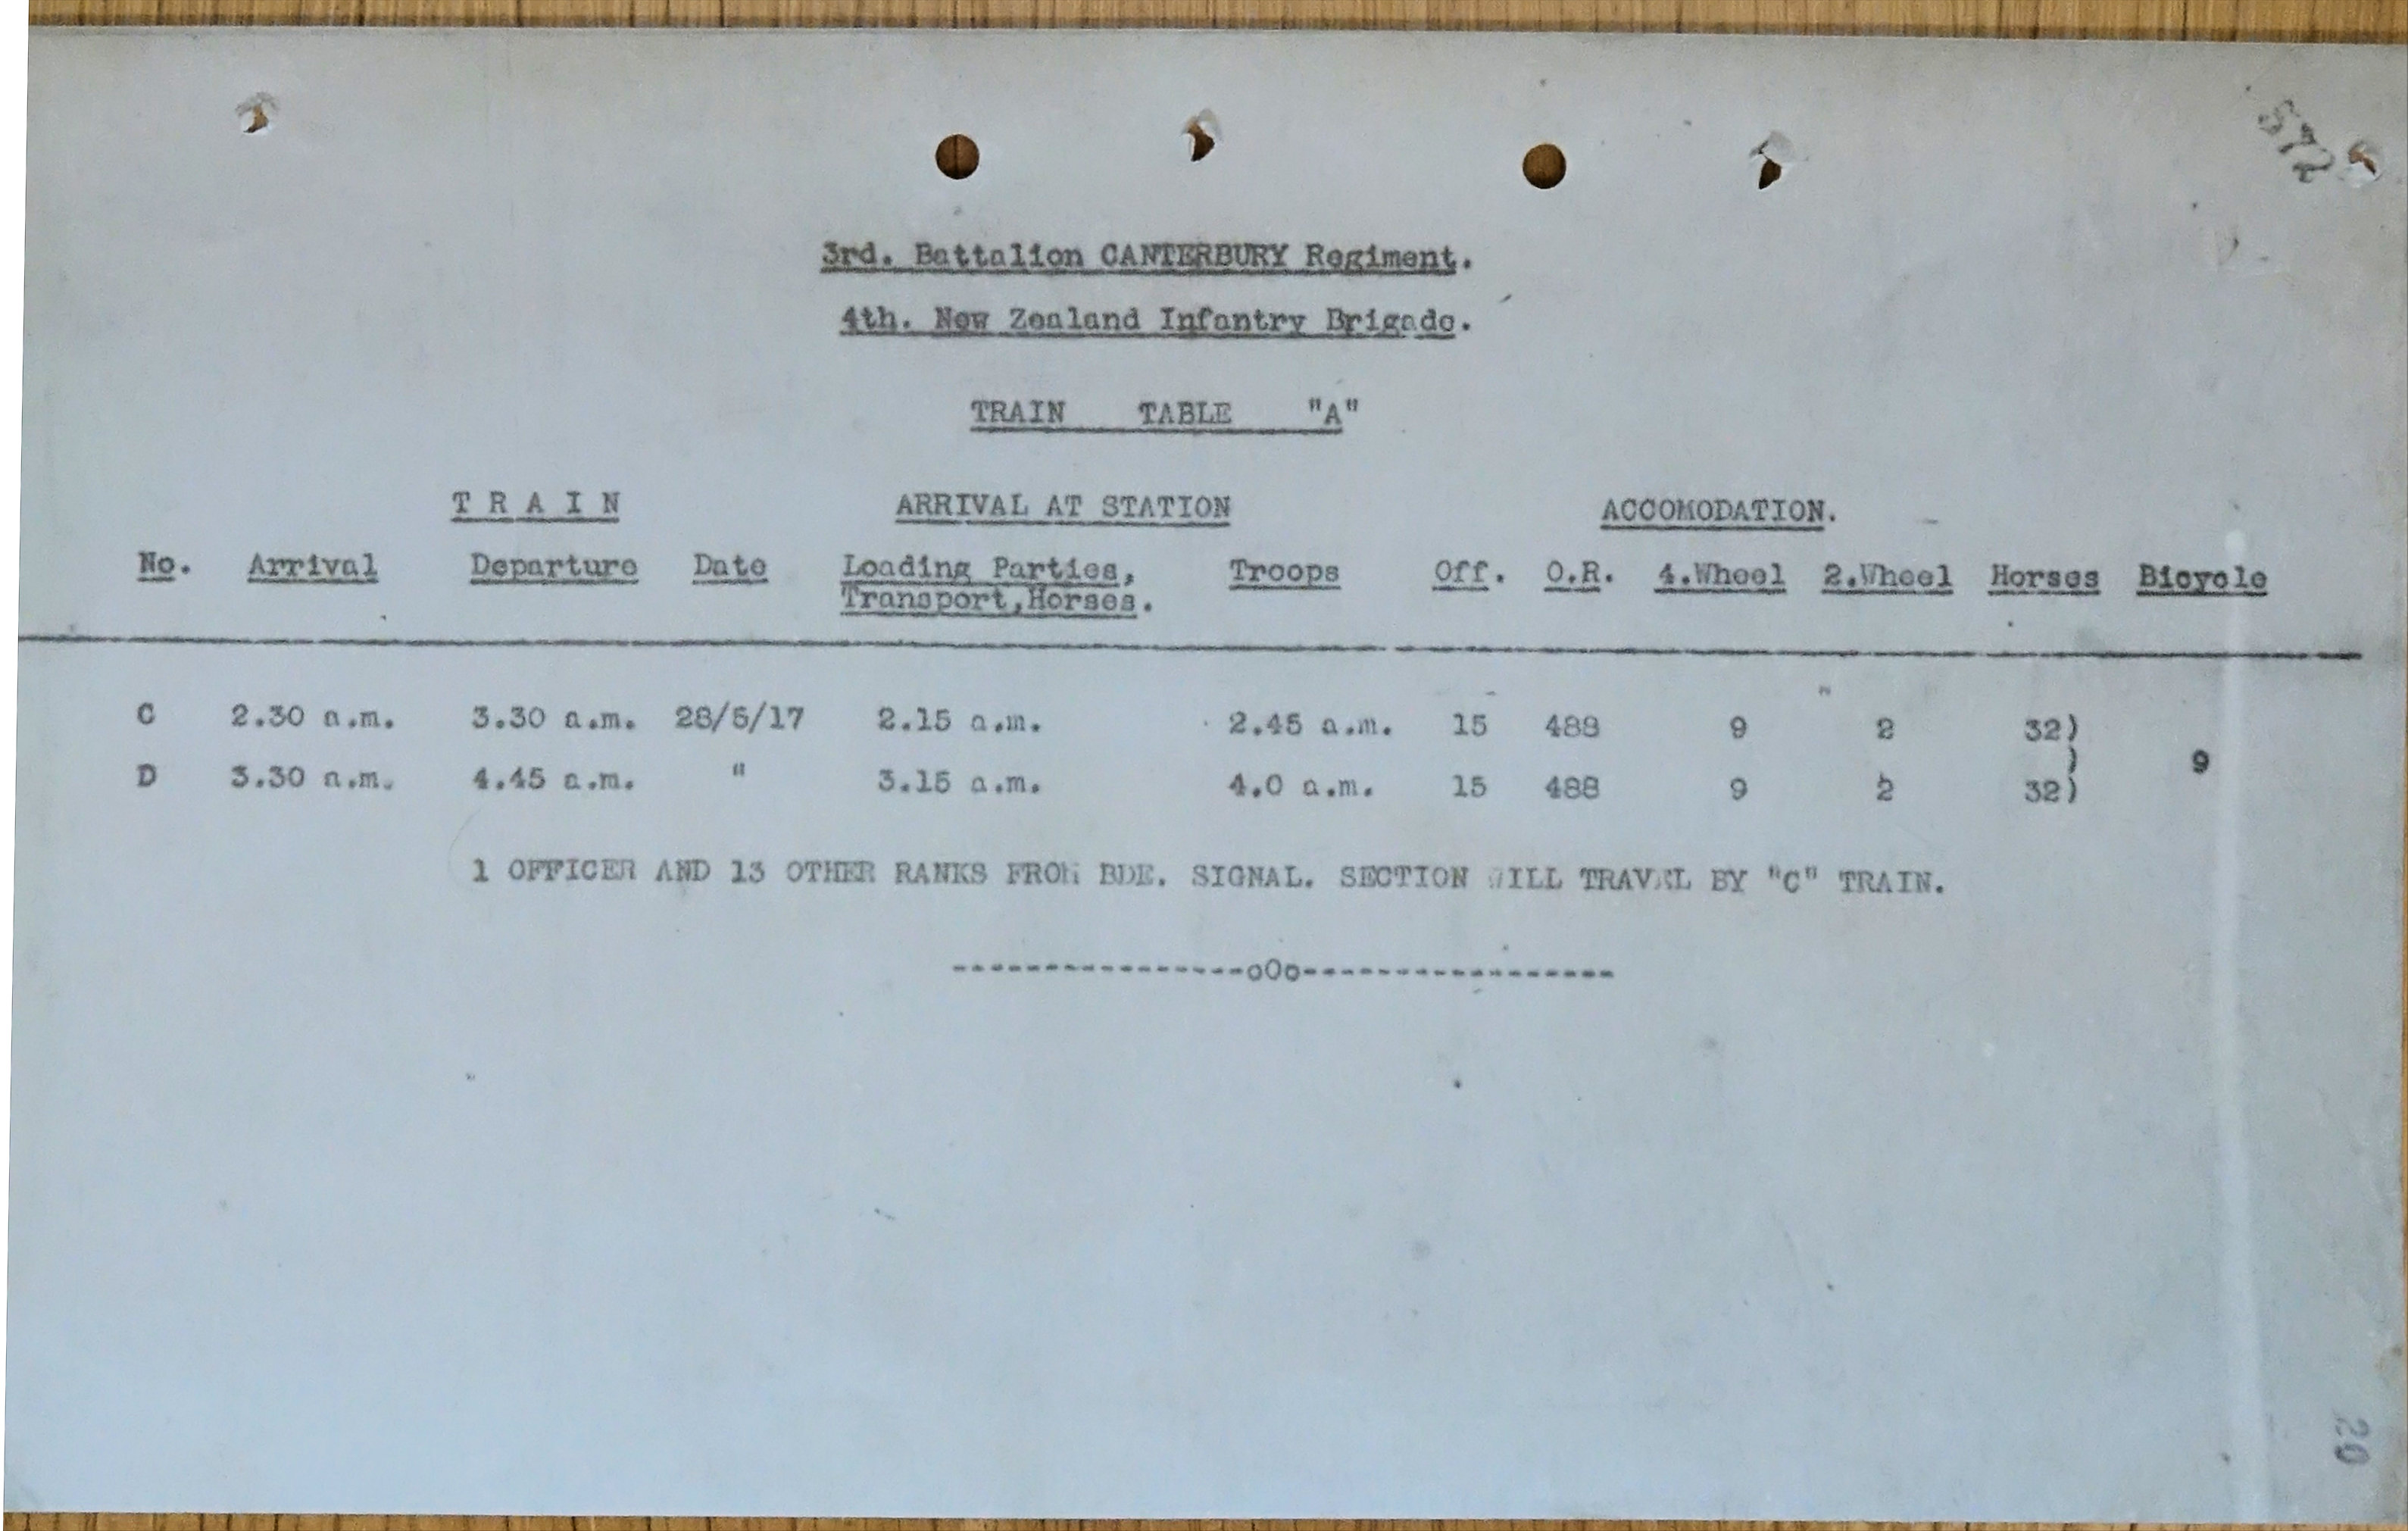 572
3rd. Battalion CANTERBURY Regiment.
4th. New Zealand Infantry Brigade.
TRAIN TABLE "A"
T R A I N ARRIVAL AT STATION ACCOMODATION.
No. Arrival Departure Date Loading Parties, Troops Off. O.R. 4.Wheel 2.Wheel Horses Bicycle
Transport,Horses.
C 2.30 a.m. 3.30 a.m. 28/5/17 2.15 a.m. 2.45 a.m. 15 488 9 2 32)
) 9
D 3.30 a.m. 4.45 a.m. " 3.15 a.m. 4.0 a.m. 15 488 9 2 32)
1 OFFICER AND 13 OTHER RANKS FROM BDE. SIGNAL. SECTION WILL TRAVEL BY "C" TRAIN.
-----------------oOo------------------
20